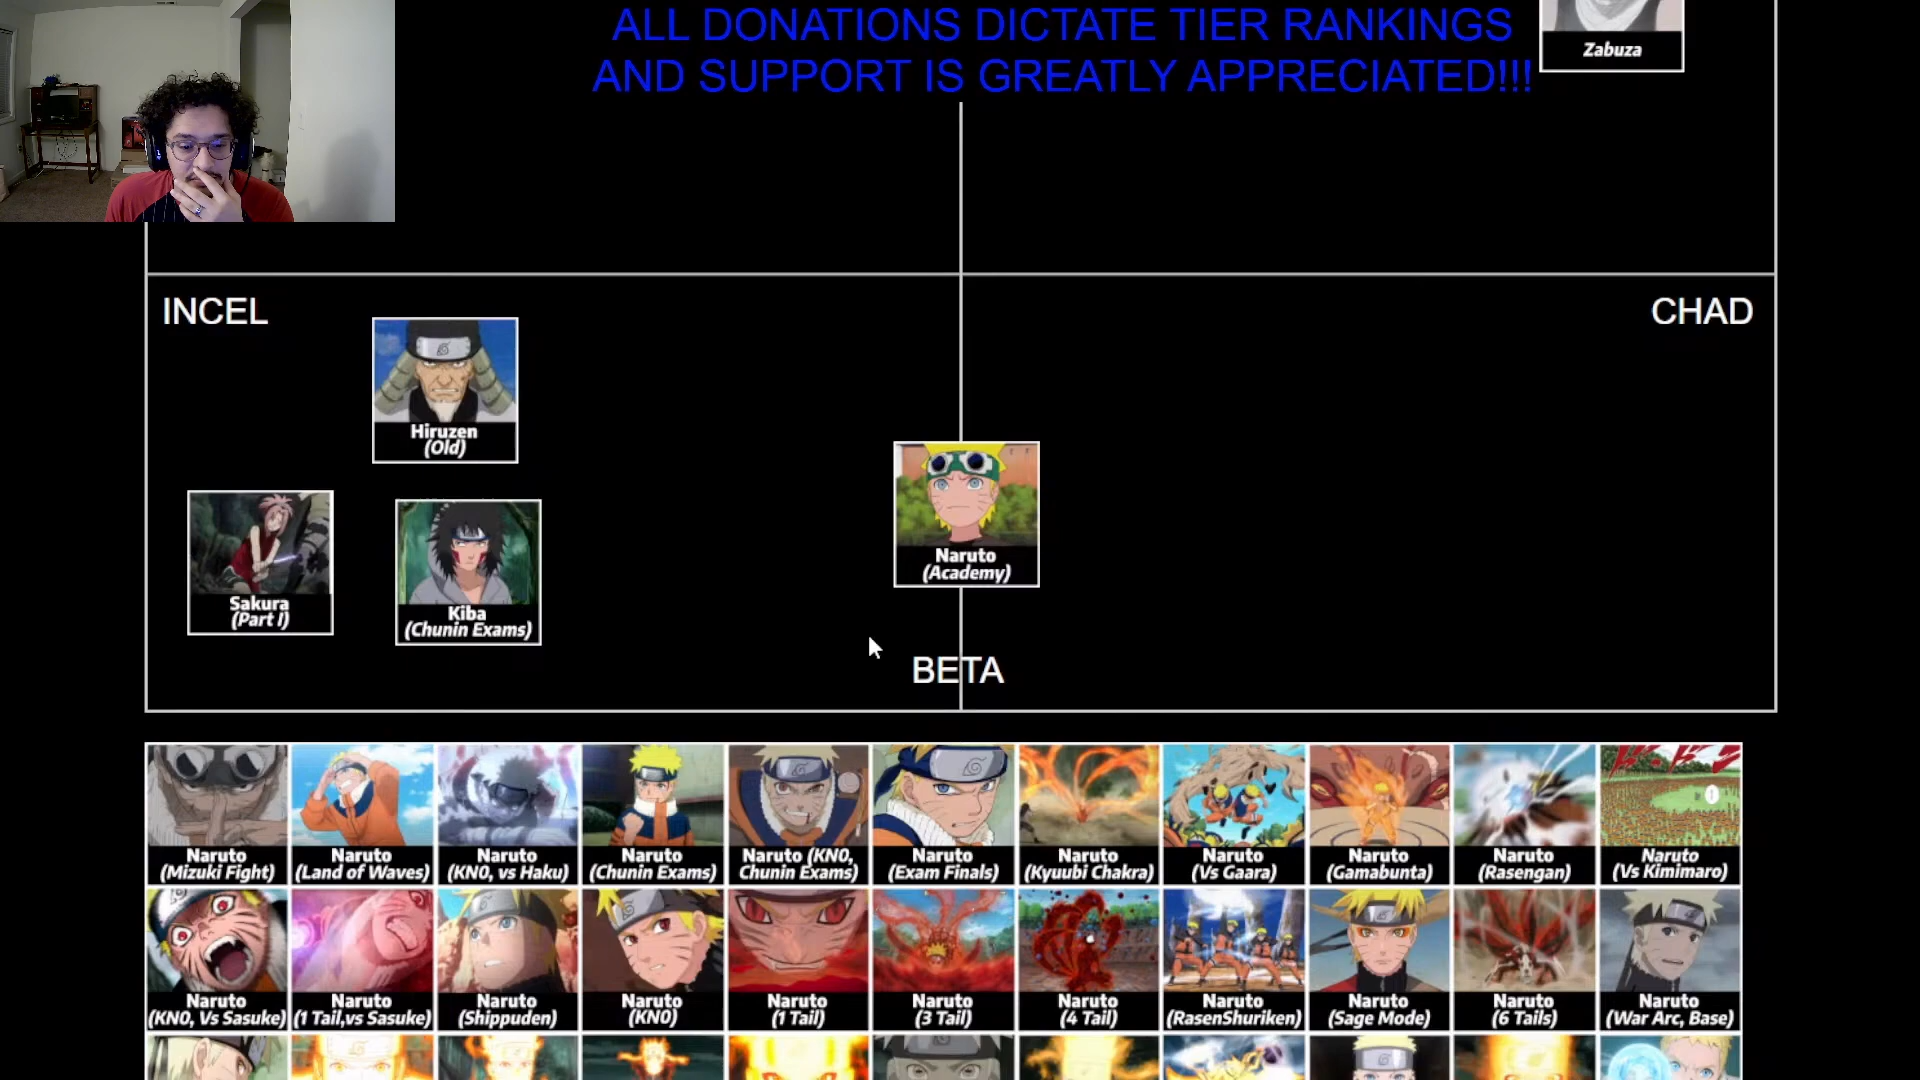 ALL DONATIONS DICTATE TIER RANKINGS
AND SUPPORT IS GREATLY APPRECIATED!!!
Zabuza
INCEL
CHAD
Hiruzen
(Old)
Naruto
(Academy)
Sakura
(Part I)
Kiba
(Chunin Exams)
BETA
Naruto
(Mizuki Fight)
Naruto
(Land of Waves)
Naruto
(KN0, vs Haku)
Naruto
(Chunin Exams)
Naruto (KN0,
Chunin Exams)
Naruto
(Exam Finals)
Naruto
(Kyuubi Chakra)
Naruto
(Vs Gaara)
Naruto
(Gamabunta)
Naruto
(Rasengan)
Naruto
(Vs Kimimaro)
Naruto
(KN0, Vs Sasuke)
Naruto
(1 Tail,vs Sasuke)
Naruto
(Shippuden)
Naruto
(KN0)
Naruto
(1 Tail)
Naruto
(3 Tail)
Naruto
(4 Tail)
Naruto
(RasenShuriken)
Naruto
(Sage Mode)
Naruto
(6 Tails)
Naruto
(War Arc, Base)